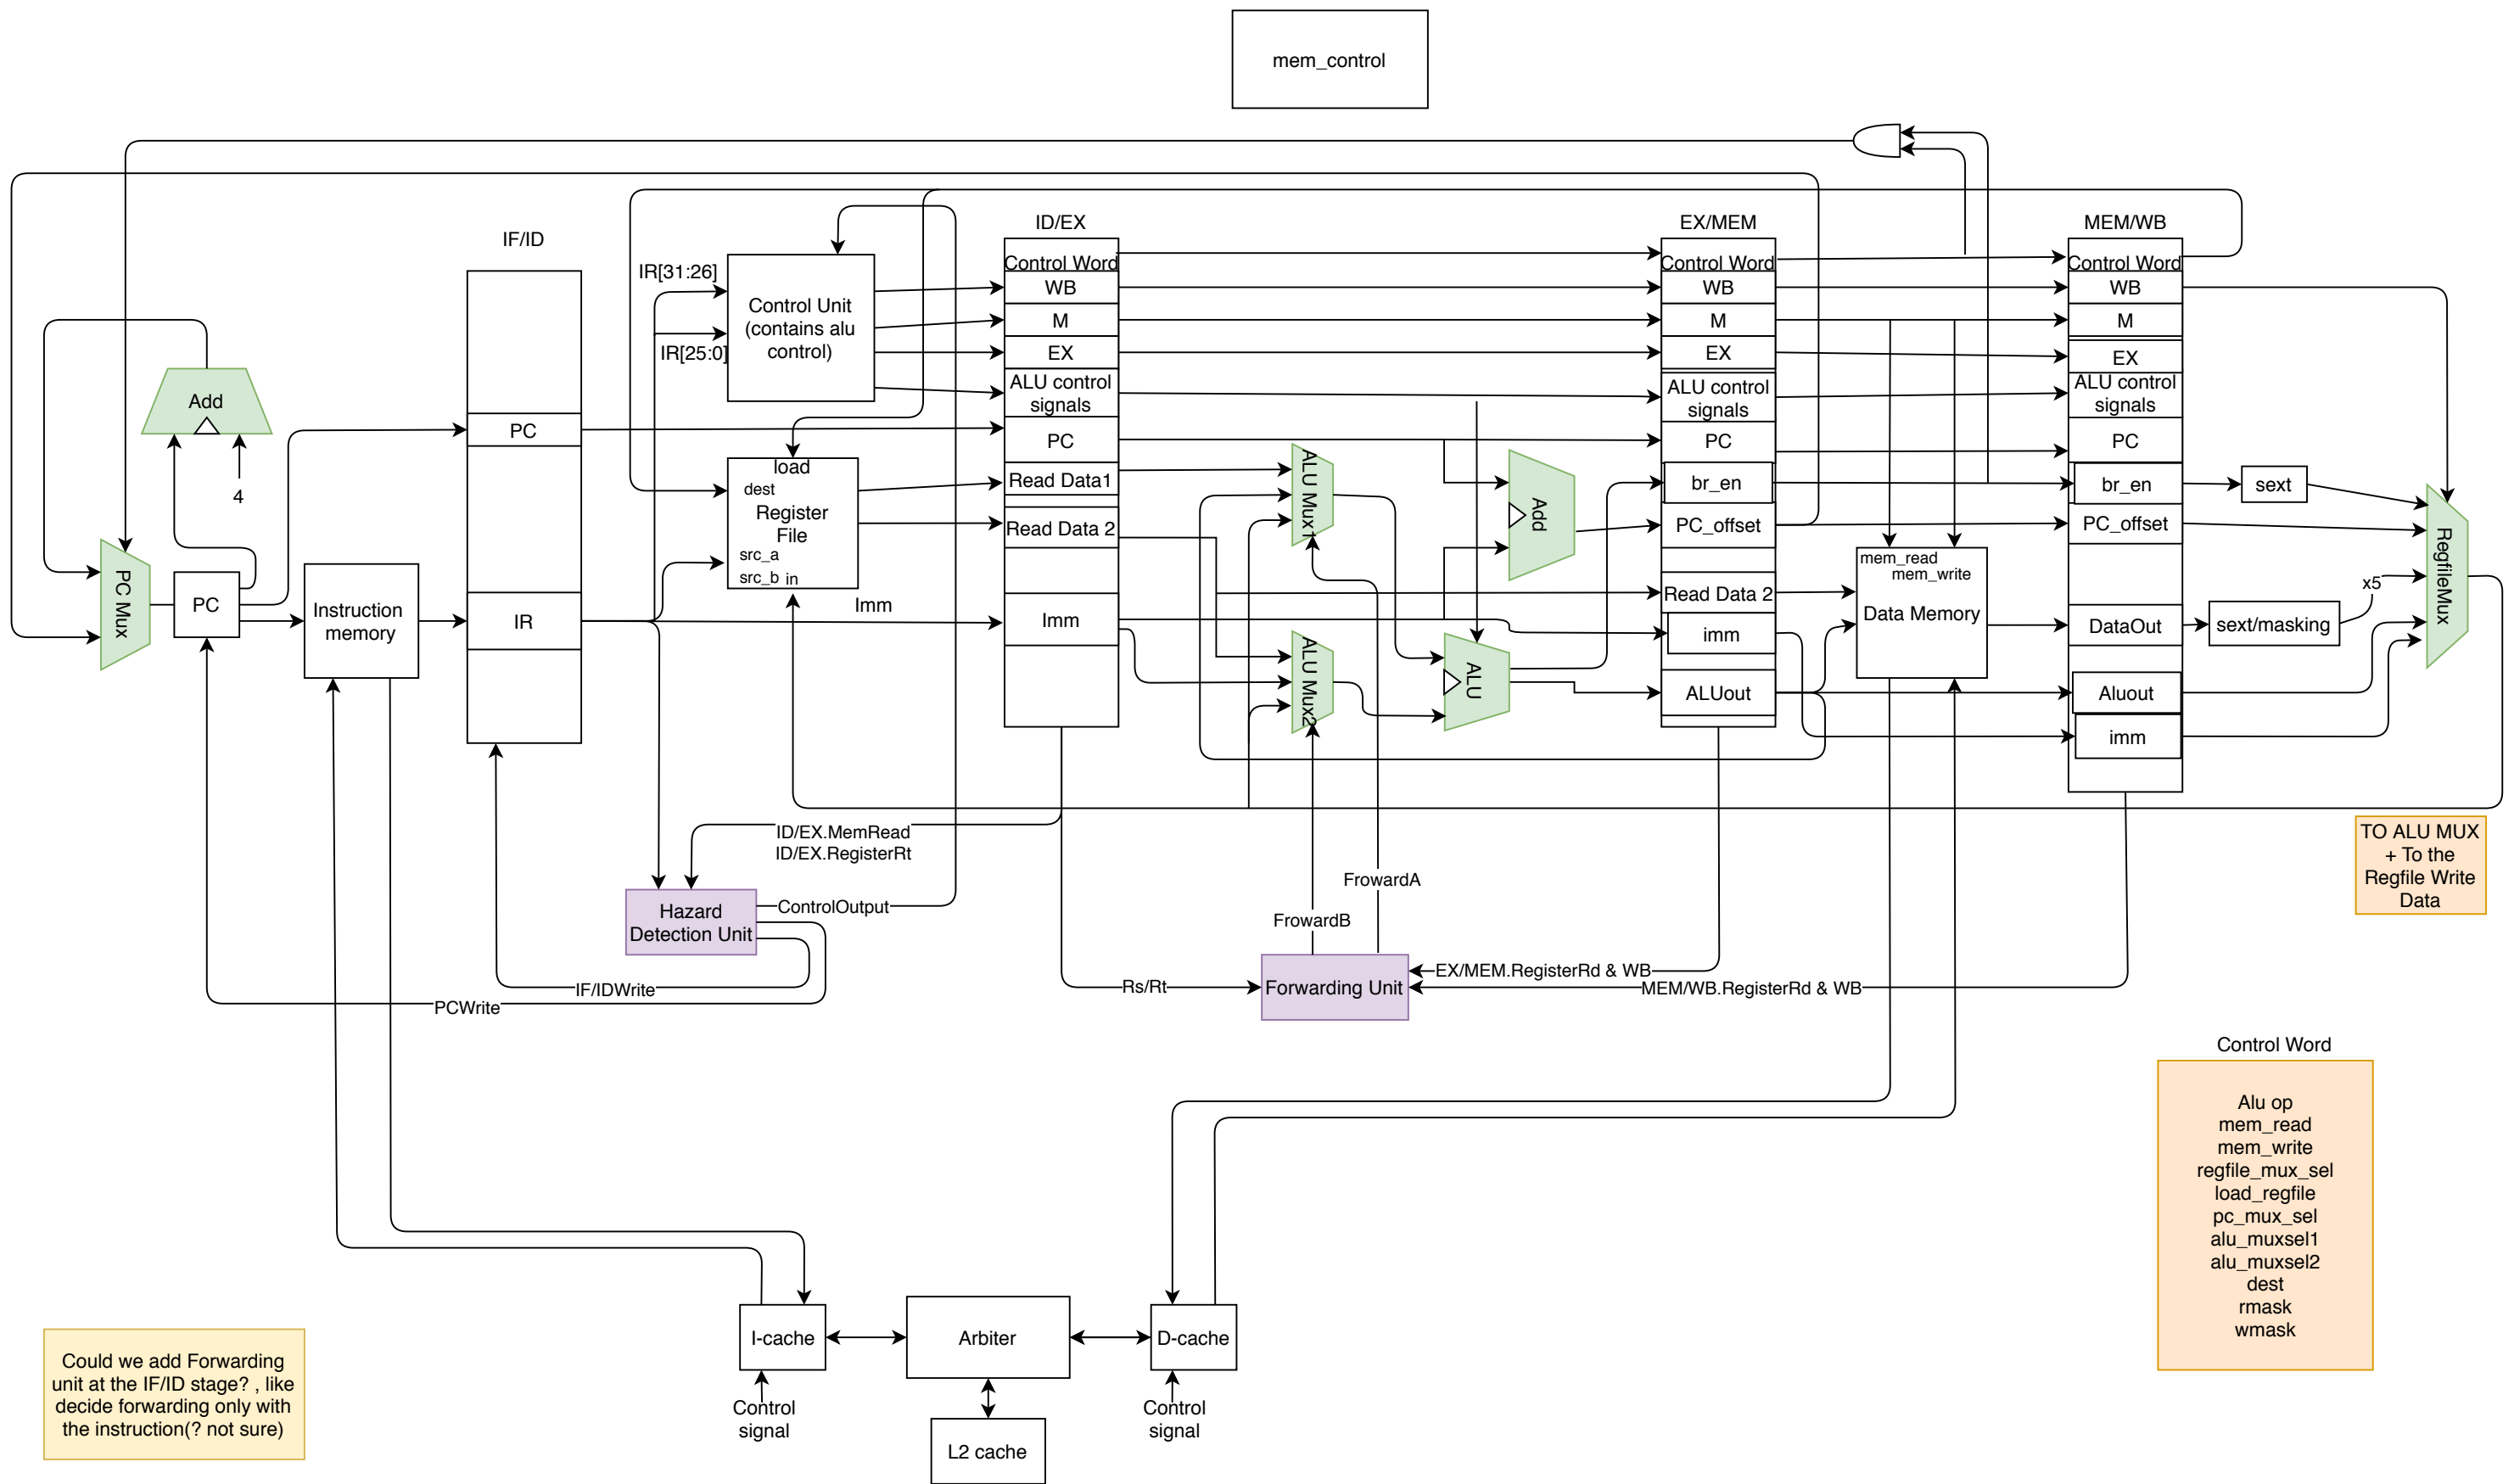 mem_control
IF/ID
ID/EX
EX/MEM
MEM/WB
IR[31:26]
IR[25:0]
Control Unit
(contains alu
control)
Control Word
WB
M
EX
ALU control
signals
PC
Read Data1
Read Data 2
Imm
Control Word
WB
M
EX
ALU control
signals
PC
br_en
PC_offset
Read Data 2
imm
ALUout
Control Word
WB
M
EX
ALU control
signals
PC
br_en
PC_offset
DataOut
Aluout
imm
Add
4
PC Mux
PC
Instruction
memory
PC
IR
load
dest
Register
File
src_a
src_b in
Imm
ALU Mux1
ALU Mux2
Add
ALU
mem_read
mem_write
Data Memory
sext
sext/masking
x5
RegfileMux
TO ALU MUX
+ To the
Regfile Write
Data
ID/EX.MemRead
ID/EX.RegisterRt
Hazard
Detection Unit
ControlOutput
IF/IDWrite
PCWrite
FrowardA
FrowardB
Rs/Rt
Forwarding Unit
EX/MEM.RegisterRd & WB
MEM/WB.RegisterRd & WB
Control Word
Alu op
mem_read
mem_write
regfile_mux_sel
load_regfile
pc_mux_sel
alu_muxsel1
alu_muxsel2
dest
rmask
wmask
I-cache
Arbiter
D-cache
Control
signal
Control
signal
L2 cache
Could we add Forwarding
unit at the IF/ID stage? , like
decide forwarding only with
the instruction(? not sure)